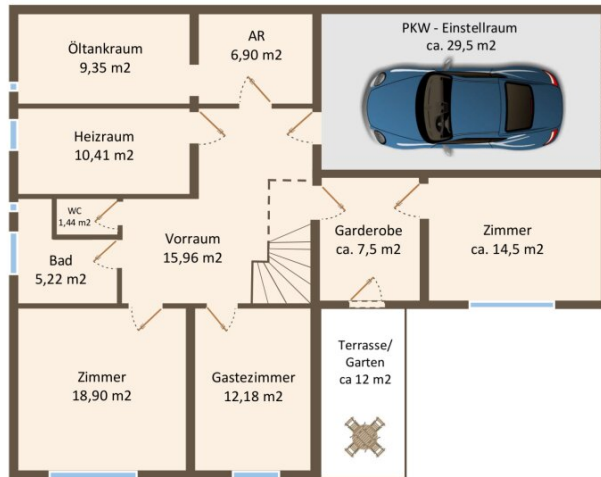 Öltankraum
9,35 m2
AR
6,90 m2
PKW - Einstellraum
ca. 29,5 m2
Heizraum
10,41 m2
WC
1,44 m2
Bad
5,22 m2
Vorraum
15,96 m2
Garderobe
ca. 7,5 m2
Zimmer
ca. 14,5 m2
Zimmer
18,90 m2
Gastezimmer
12,18 m2
Terrasse/
Garten
ca 12 m2